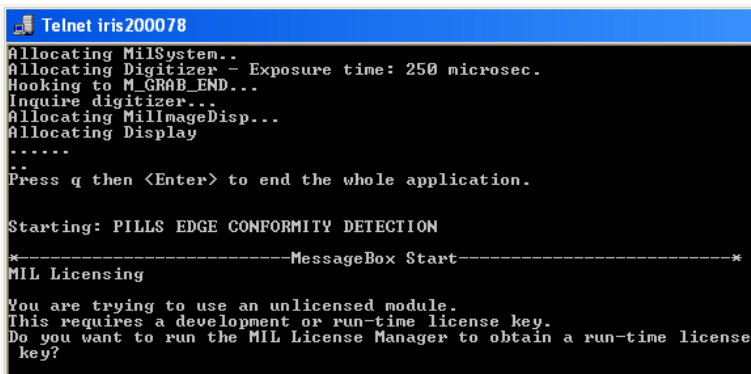 Telnet iris200078
Allocating MilSystem..
Allocating Digitizer - Exposure time: 250 microsec.
Hooking to M_GRAB_END...
Inquire digitizer...
Allocating MilImageDisp...
Allocating Display
......
..
Press q then <Enter> to end the whole application.
Starting: PILLS EDGE CONFORMITY DETECTION
*--------------------------MessageBox Start--------------------------*
MIL Licensing
You are trying to use an unlicensed module.
This requires a development or run-time license key.
Do you want to run the MIL License Manager to obtain a run-time license
key?